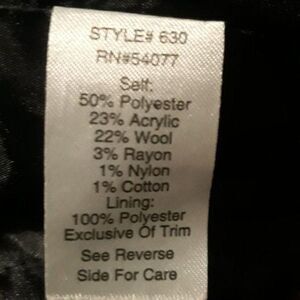 STYLE# 630
RN#54077
Self:
50% Polyester
23% Acrylic
22% Wool
3% Rayon
1% Nylon
1% Cotton
Lining:
100% Polyester
Exclusive Of Trim
See Reverse
Side For Care